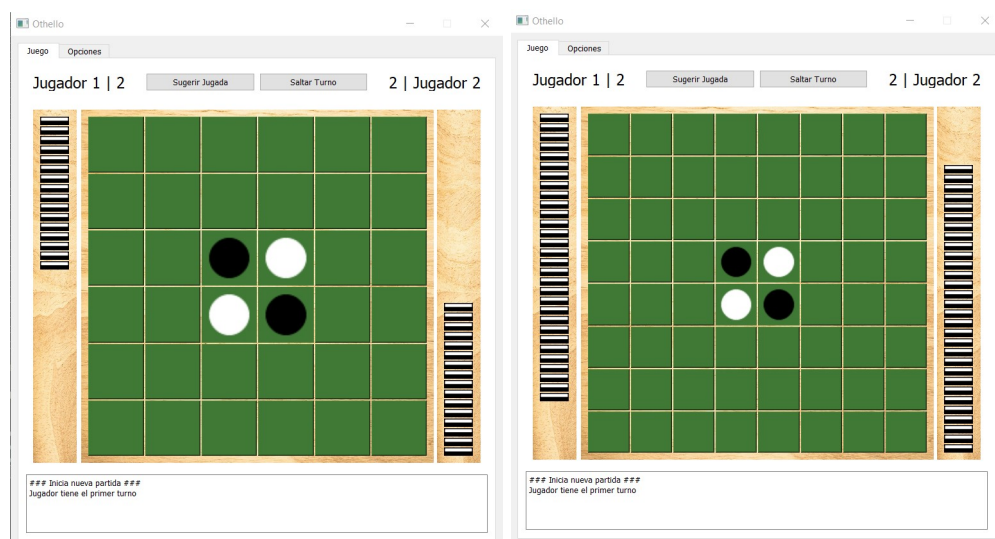 Othello
Juego Opciones
Jugador 1 | 2 Sugerir Jugada Saltar Turno 2 | Jugador 2
### Inicia nueva partida ###
Jugador tiene el primer turno
Othello
Juego Opciones
Jugador 1 | 2 Sugerir Jugada Saltar Turno 2 | Jugador 2
### Inicia nueva partida ###
Jugador tiene el primer turno